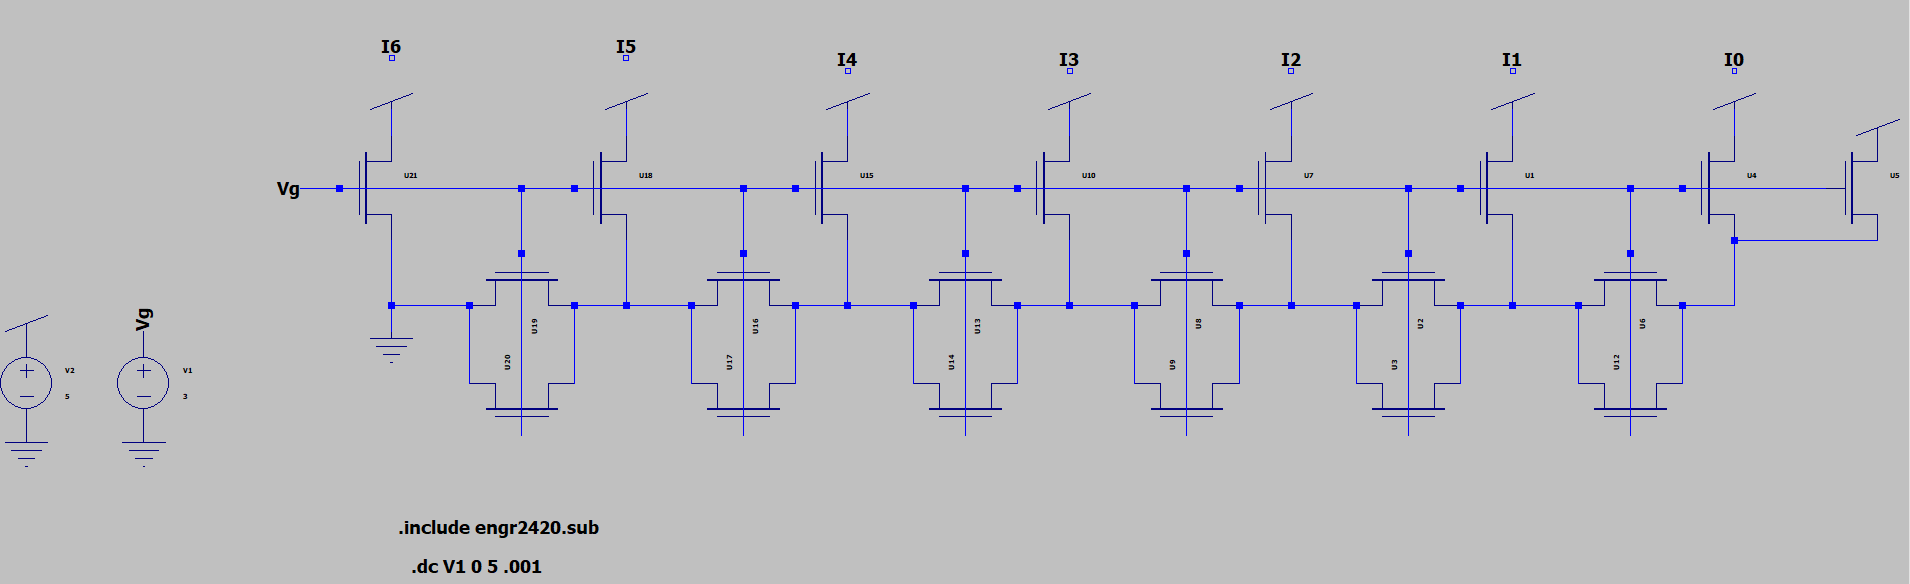 I6
I5
I4
I3
I2
I1
I0
U21
U18
U15
U10
U7
U1
U4
U5
Vg
U19
U20
U16
U17
U13
U14
U8
U9
U2
U3
U6
U12
V2
5
Vg
V1
3
.include engr2420.sub
.dc V1 0 5 .001